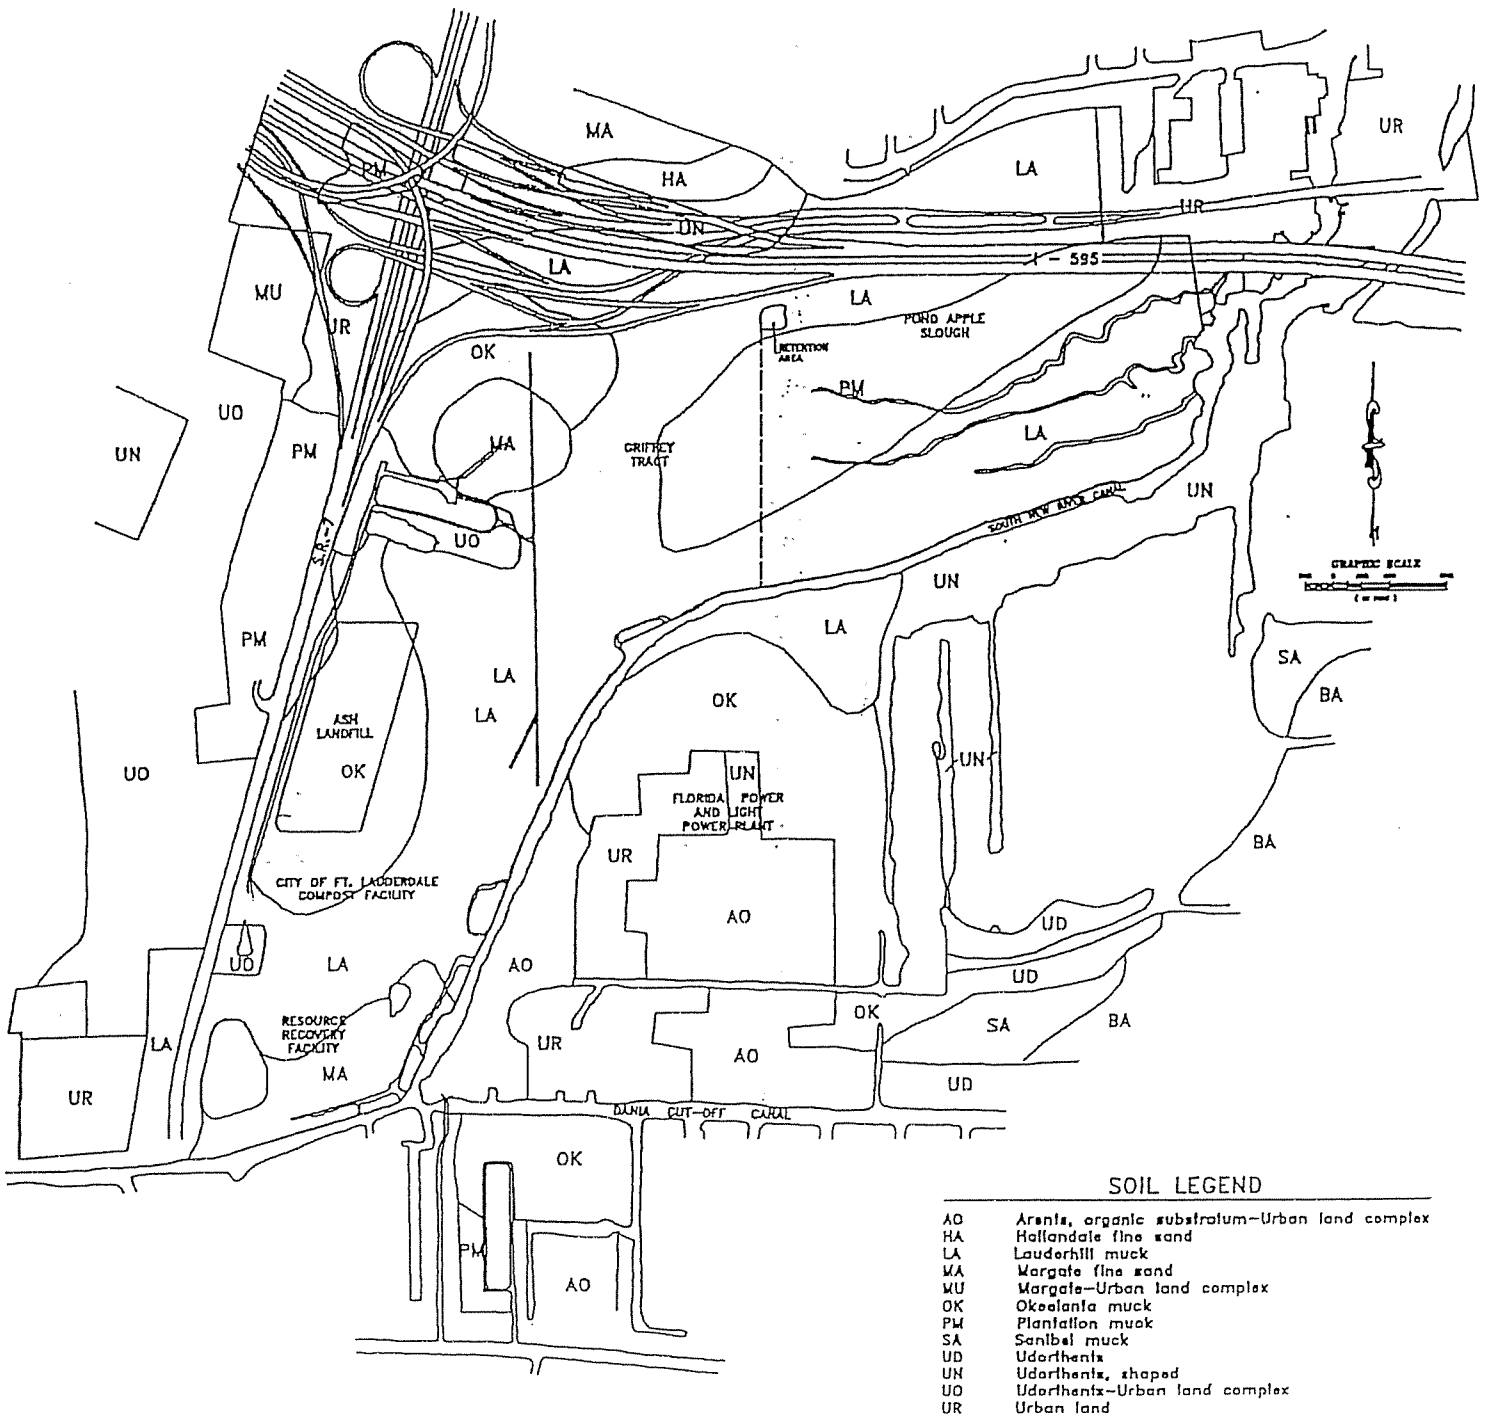 MA
UR
LA
PM
HA
HR
UN
I - 595
LA
MU
LA
POND APPLE
SLOUGH
UR
RETENTION
AREA
OK
PM
UO
MA
LA
UN
PM
GRIFFEY
TRACT
UN
SOUTH NEW RIVER CANAL
S.R.-7
UO
GRAPHIC SCALE
UN
LA
PM
SA
LA
OK
BA
LA
ASH
LANDFILL
UO
OK
UN
UN
FLORIDA POWER
AND LIGHT
POWER PLANT
BA
UR
CITY OF FT. LAUDERDALE
COMPOST FACILITY
AO
UD
UO
LA
AO
UD
OK
RESOURCE
RECOVERY
FACILITY
SA
BA
LA
UR
AO
MA
UD
UR
DANIA CUT-OFF CANAL
OK
PM
AO
SOIL LEGEND
AO Arents, organic substratum-Urban land complex
HA Hallandale fine sand
LA Lauderhill muck
MA Margate fine sand
MU Margate-Urban land complex
OK Okeelanta muck
PM Plantation muck
SA Sanibel muck
UD Udorthents
UN Udorthents, shaped
UO Udorthents-Urban land complex
UR Urban land